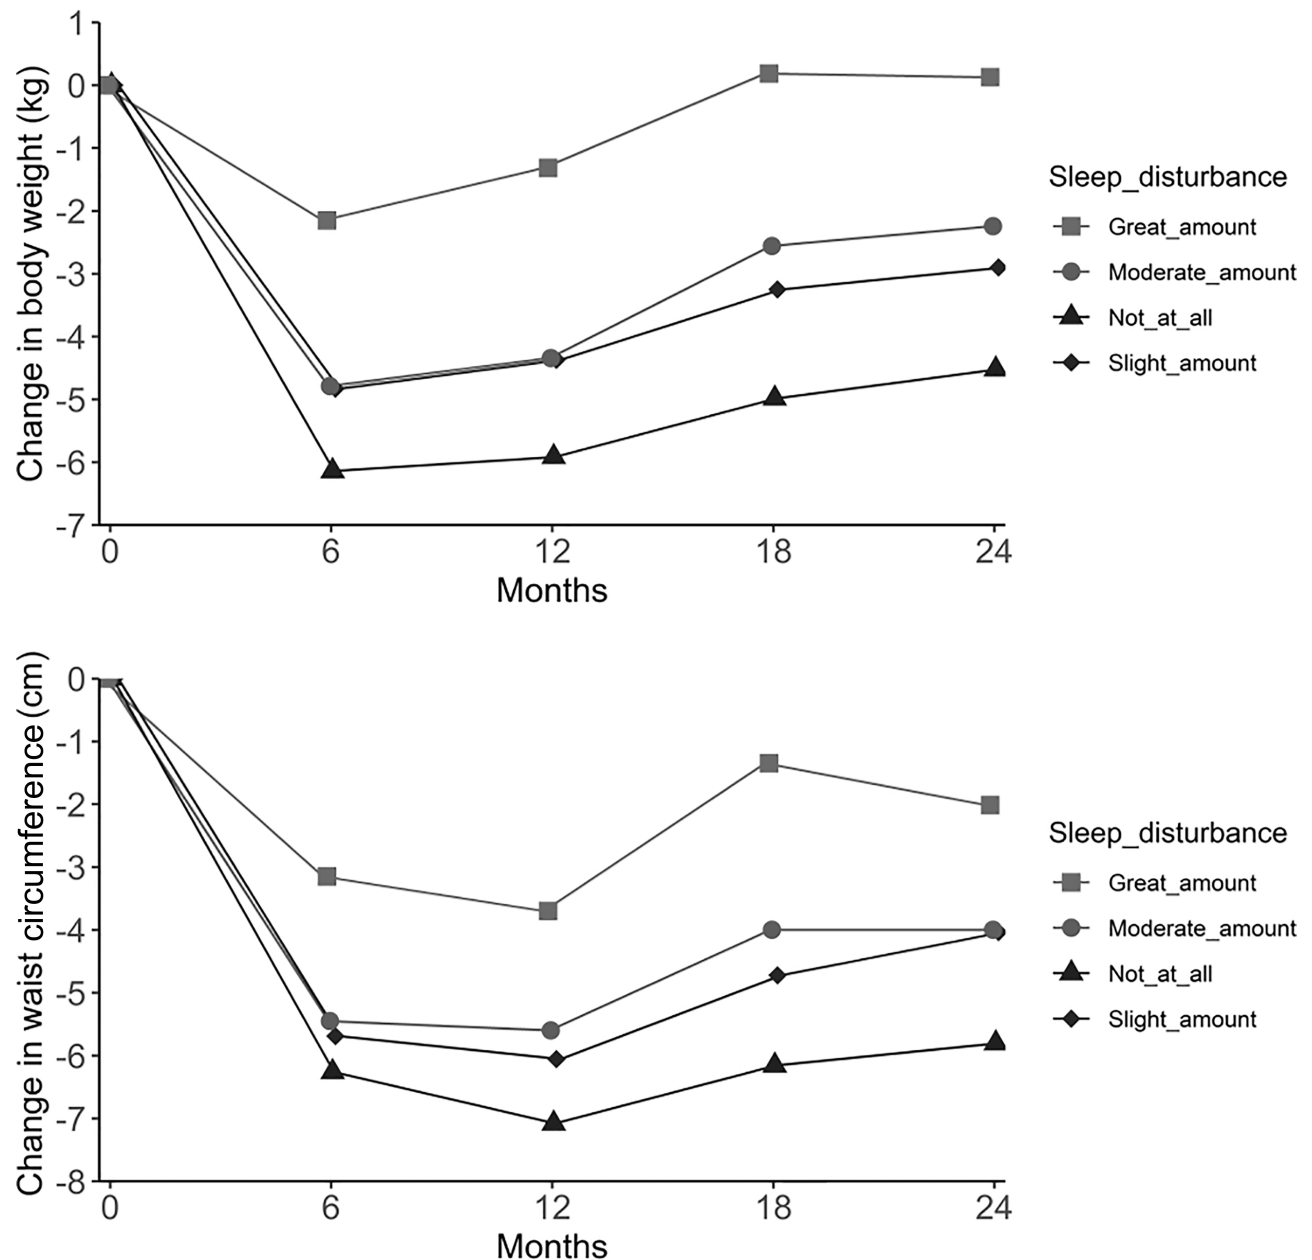 Change in body weight (kg)
1
0
-1
-2
-3
-4
-5
-6
-7
0 6 12 18 24
Months
Sleep_disturbance
Great_amount
Moderate_amount
Not_at_all
Slight_amount
Change in waist circumference (cm)
0
-1
-2
-3
-4
-5
-6
-7
-8
0 6 12 18 24
Months
Sleep_disturbance
Great_amount
Moderate_amount
Not_at_all
Slight_amount